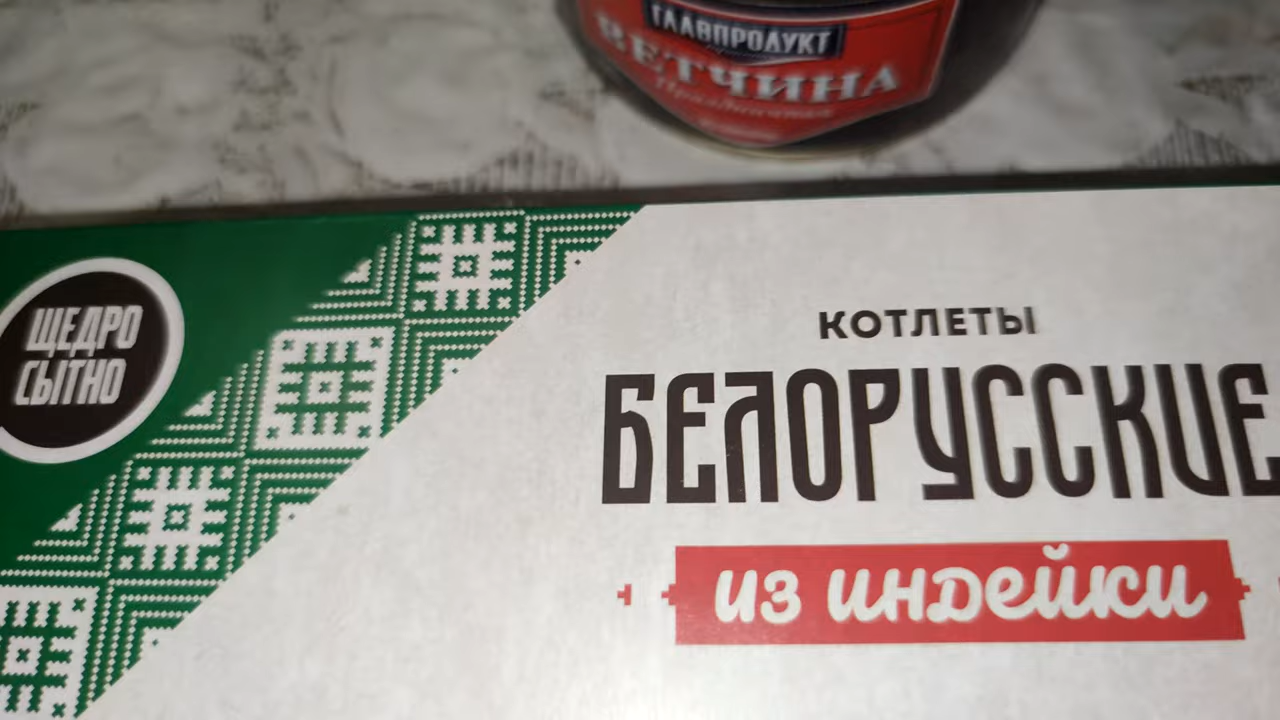 ГЛАВПРОДУКТ
ВЕТЧИНА
ЩЕДРО
СЫТНО
КОТЛЕТЫ
БЕЛОРУССКИЕ
из индейки